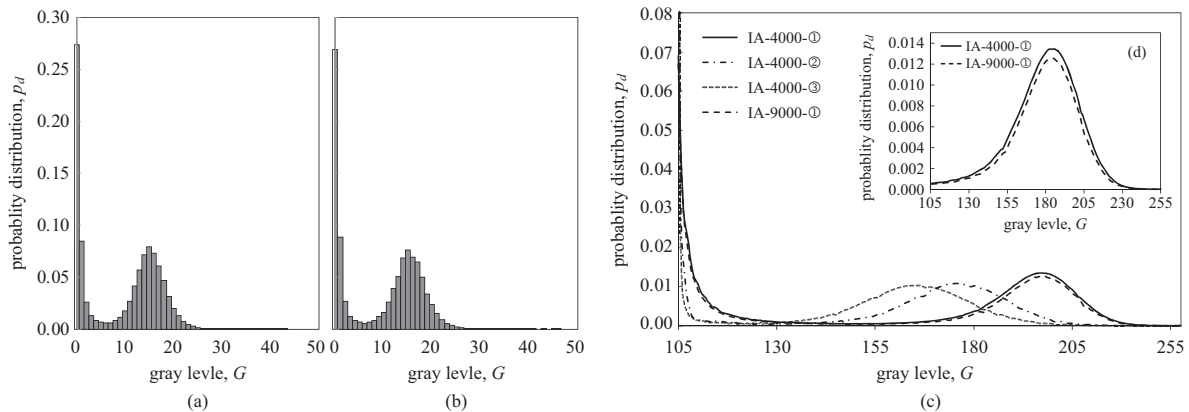 probablity distribution, p_d
0.30
0.25
0.20
0.15
0.10
0.05
0.00
0 10 20 30 40 50
gray levle, G
(a)
0 10 20 30 40 50
gray levle, G
(b)
probablity distribution, p_d
0.08
0.07
0.06
0.05
0.04
0.03
0.02
0.01
0.00
105 130 155 180 205 255
gray levle, G
(c)
IA-4000-①
IA-4000-②
IA-4000-③
IA-9000-①
(d)
IA-4000-①
IA-9000-①
probablity distribution, p_d
0.014
0.012
0.010
0.008
0.006
0.004
0.002
0.000
105 130 155 180 205 230 255
gray levle, G